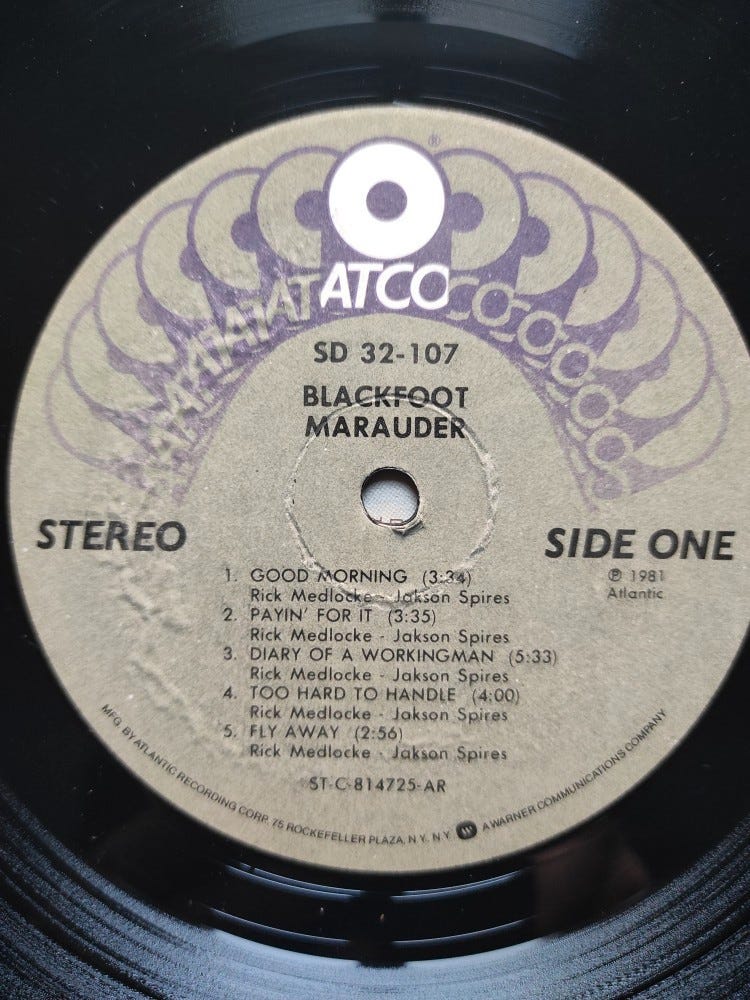 ®
ATATATATATATCOCOCOCOCOCO
SD 32-107
BLACKFOOT
MARAUDER
STEREO
SIDE ONE
℗ 1981
Atlantic
1. GOOD MORNING (3:34)
Rick Medlocke - Jakson Spires
2. PAYIN' FOR IT (3:35)
Rick Medlocke - Jakson Spires
3. DIARY OF A WORKINGMAN (5:33)
Rick Medlocke - Jakson Spires
4. TOO HARD TO HANDLE (4:00)
Rick Medlocke - Jakson Spires
5. FLY AWAY (2:56)
Rick Medlocke - Jakson Spires
ST-C-814725-AR
MFG. BY ATLANTIC RECORDING CORP. 75 ROCKEFELLER PLAZA, N.Y. N.Y. A WARNER COMMUNICATIONS COMPANY